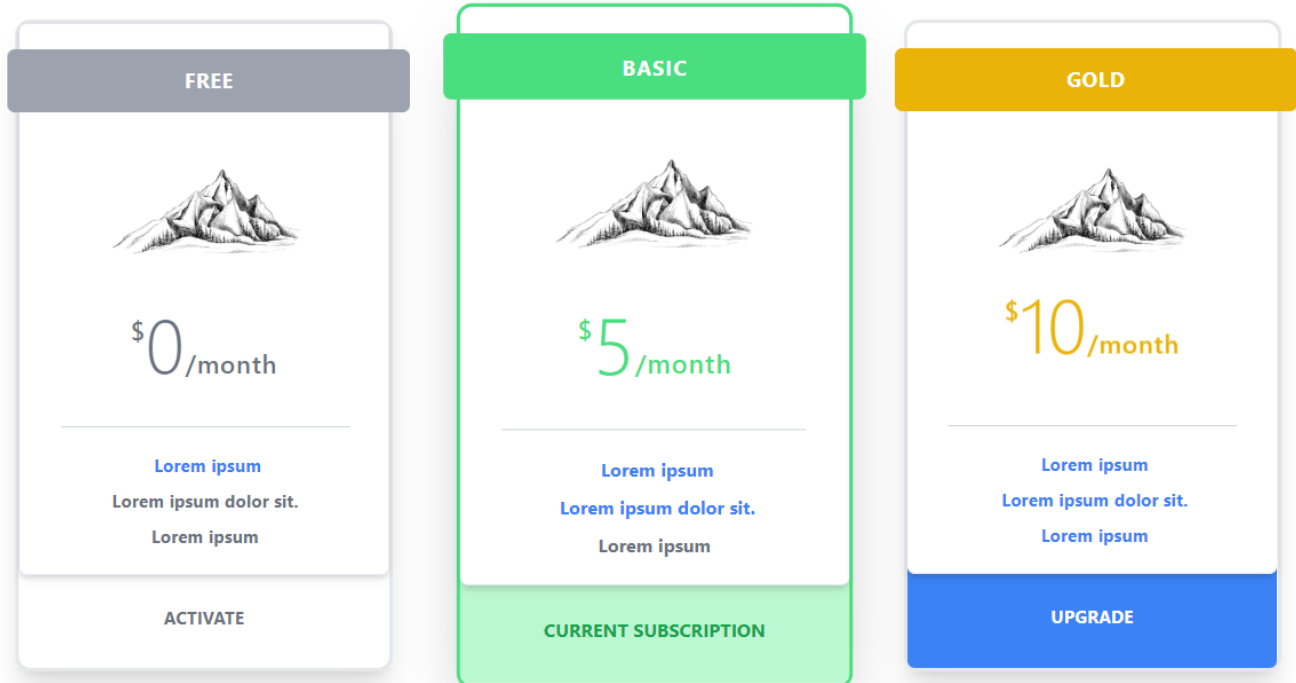 FREE
$0/month
Lorem ipsum
Lorem ipsum dolor sit.
Lorem ipsum
ACTIVATE
BASIC
$5/month
Lorem ipsum
Lorem ipsum dolor sit.
Lorem ipsum
CURRENT SUBSCRIPTION
GOLD
$10/month
Lorem ipsum
Lorem ipsum dolor sit.
Lorem ipsum
UPGRADE